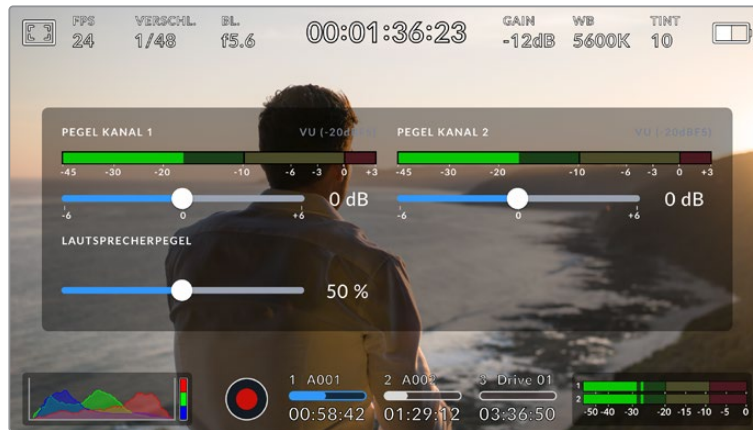 FPS VERSCHL. BL. GAIN WB TINT
24 1/48 f5.6 00:01:36:23 -12dB 5600K 10
PEGEL KANAL 1 VU (-20dBFS) PEGEL KANAL 2 VU (-20dBFS)
-45 -30 -20 -10 -6 -3 0 +3 -45 -30 -20 -10 -6 -3 0 +3
0 dB 0 dB
-6 0 +6 -6 0 +6
LAUTSPRECHERPEGEL
50 %
1 A001 2 A002 3 Drive 01
1
2
00:58:42 01:29:12 03:36:50 -50 -40 -30 -20 -15 -10 -5 0